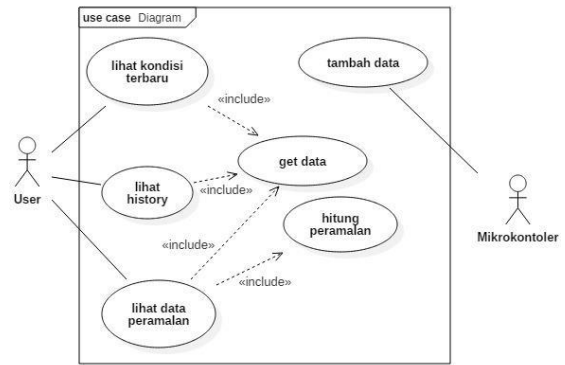 use case Diagram
lihat kondisi
terbaru
tambah data
«include»
get data
User
lihat
history
«include»
hitung
peramalan
Mikrokontoler
«include»
«include»
lihat data
peramalan